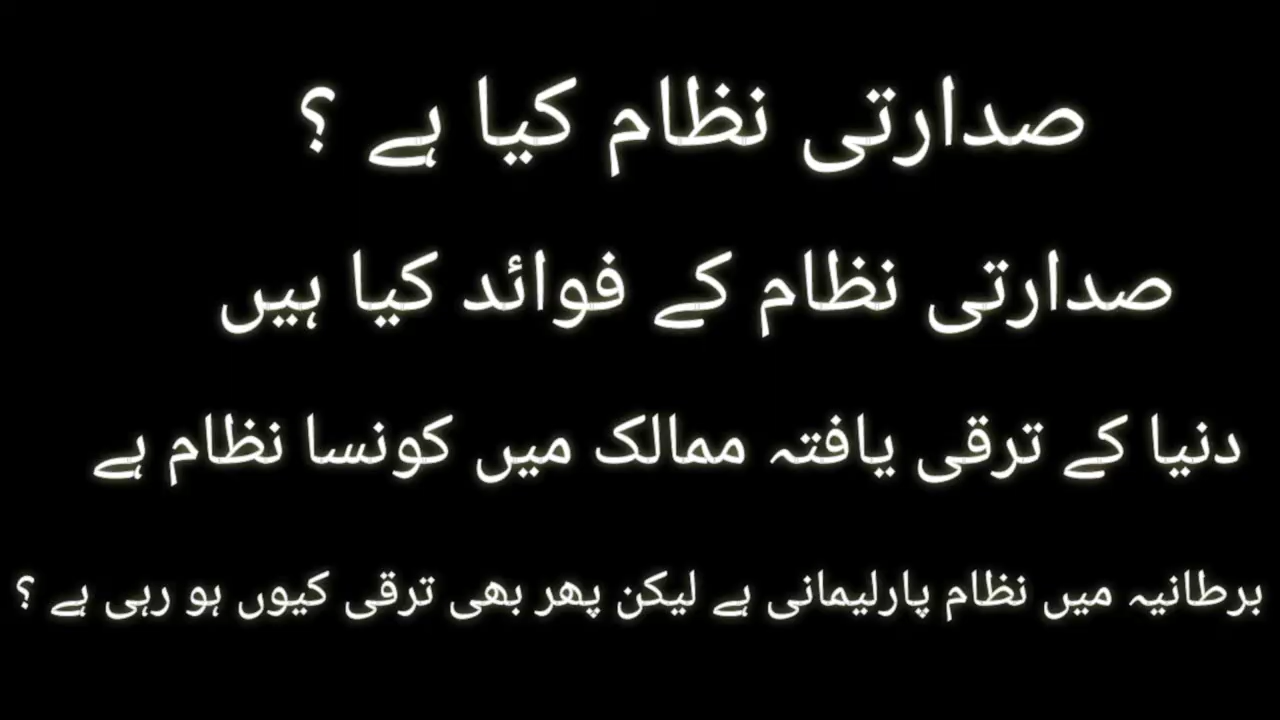 صدارتی نظام کیا ہے ؟
صدارتی نظام کے فوائد کیا ہیں
دنیا کے ترقی یافتہ ممالک میں کونسا نظام ہے
برطانیہ میں نظام پارلیمانی ہے لیکن پھر بھی ترقی کیوں ہو رہی ہے ؟